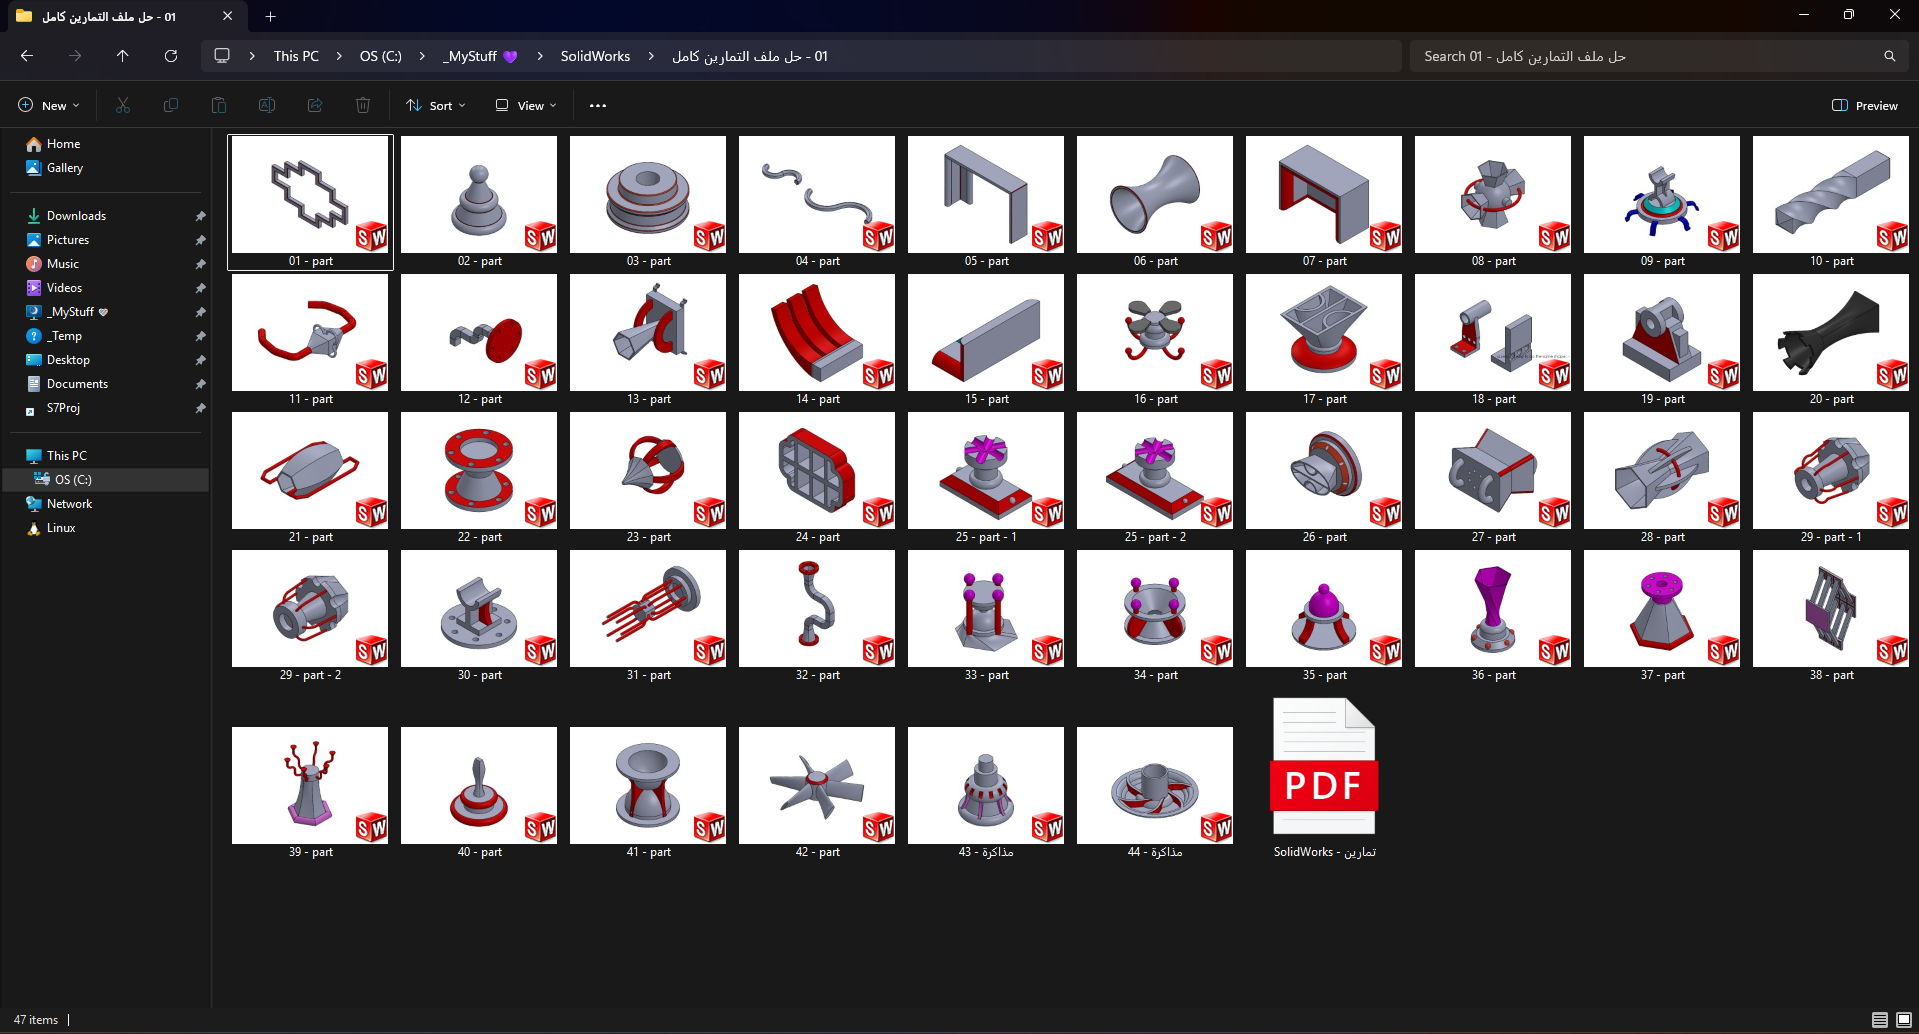 01 - حل ملف التمارين كامل
This PC
OS (C:)
_MyStuff 💜
SolidWorks
01 - حل ملف التمارين كامل
Search 01 - حل ملف التمارين كامل
New
Sort
View
Preview
Home
Gallery
Downloads
Pictures
Music
Videos
_MyStuff
_Temp
Desktop
Documents
S7Proj
This PC
OS (C:)
Network
Linux
01 - part
02 - part
03 - part
04 - part
05 - part
06 - part
07 - part
08 - part
09 - part
10 - part
11 - part
12 - part
13 - part
14 - part
15 - part
16 - part
17 - part
18 - part
19 - part
20 - part
21 - part
22 - part
23 - part
24 - part
25 - part - 1
25 - part - 2
26 - part
27 - part
28 - part
29 - part - 1
29 - part - 2
30 - part
31 - part
32 - part
33 - part
34 - part
35 - part
36 - part
37 - part
38 - part
39 - part
40 - part
41 - part
42 - part
43 - مذاكرة
44 - مذاكرة
PDF
SolidWorks - تمارين
47 items